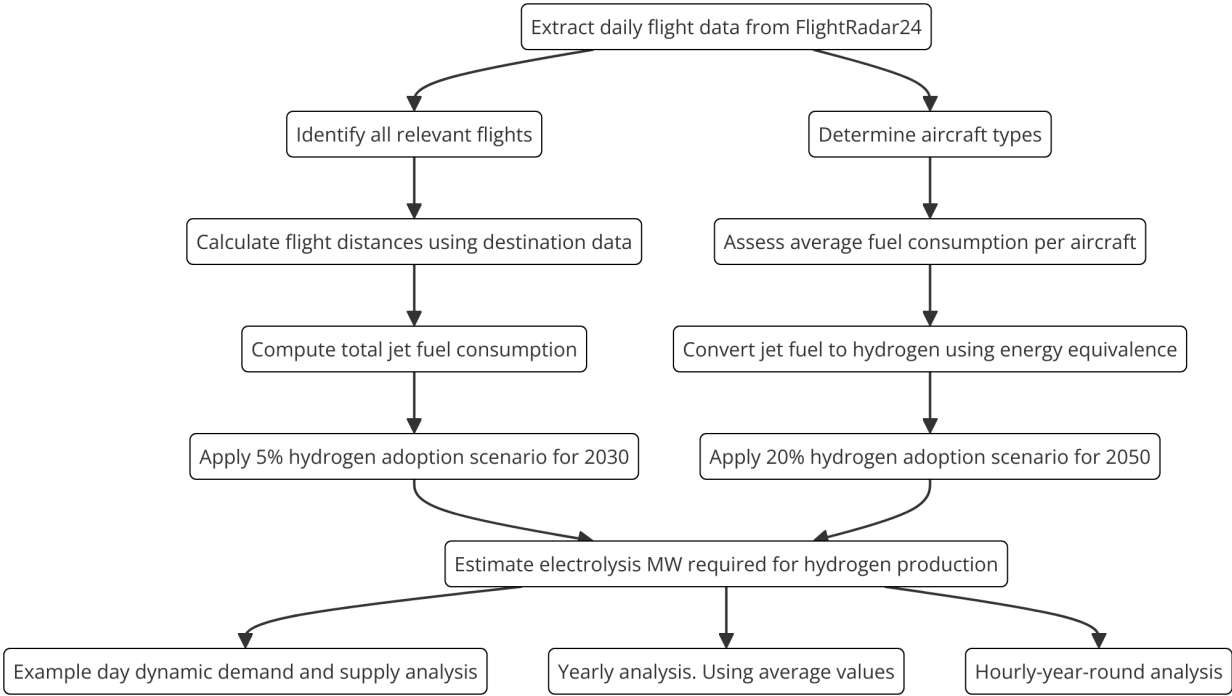 Extract daily flight data from FlightRadar24
Identify all relevant flights
Determine aircraft types
Calculate flight distances using destination data
Assess average fuel consumption per aircraft
Compute total jet fuel consumption
Convert jet fuel to hydrogen using energy equivalence
Apply 5% hydrogen adoption scenario for 2030
Apply 20% hydrogen adoption scenario for 2050
Estimate electrolysis MW required for hydrogen production
Example day dynamic demand and supply analysis
Yearly analysis. Using average values
Hourly-year-round analysis